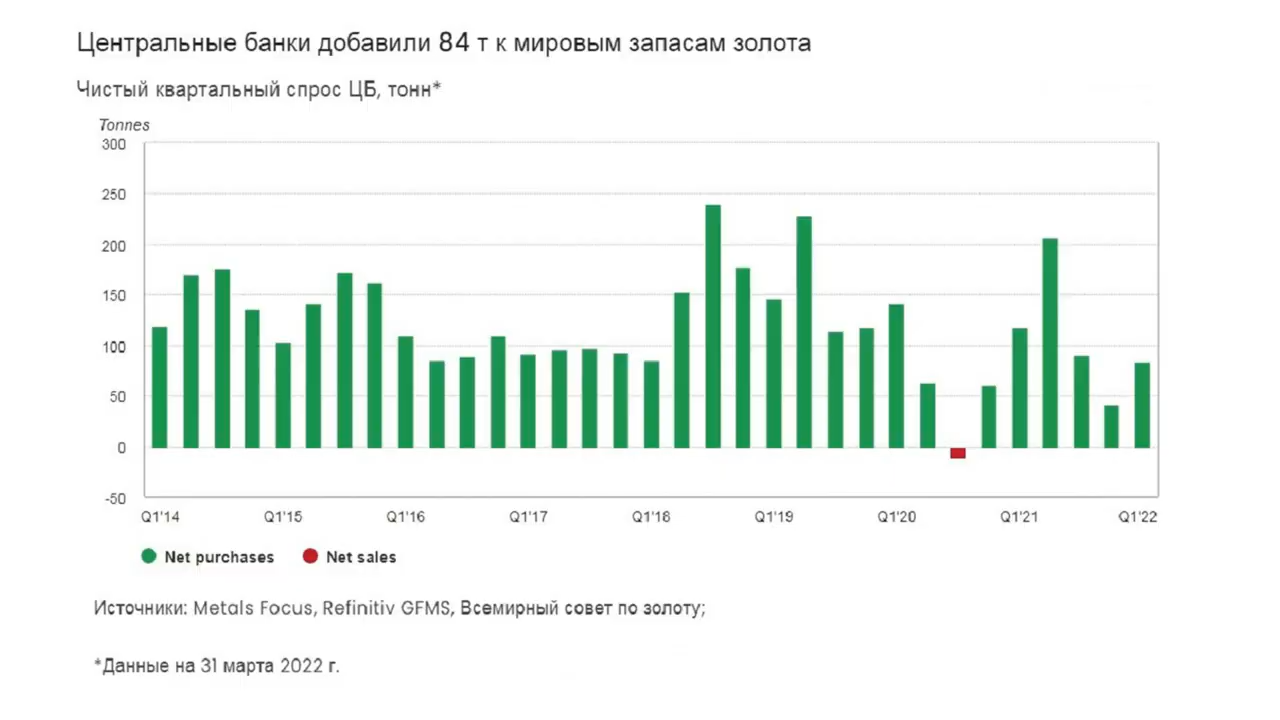 Центральные банки добавили 84 т к мировым запасам золота
Чистый квартальный спрос ЦБ, тонн*
Tonnes
300
250
200
150
100
50
0
-50
Q1'14 Q1'15 Q1'16 Q1'17 Q1'18 Q1'19 Q1'20 Q1'21 Q1'22
Net purchases Net sales
Источники: Metals Focus, Refinitiv GFMS, Всемирный совет по золоту;
*Данные на 31 марта 2022 г.